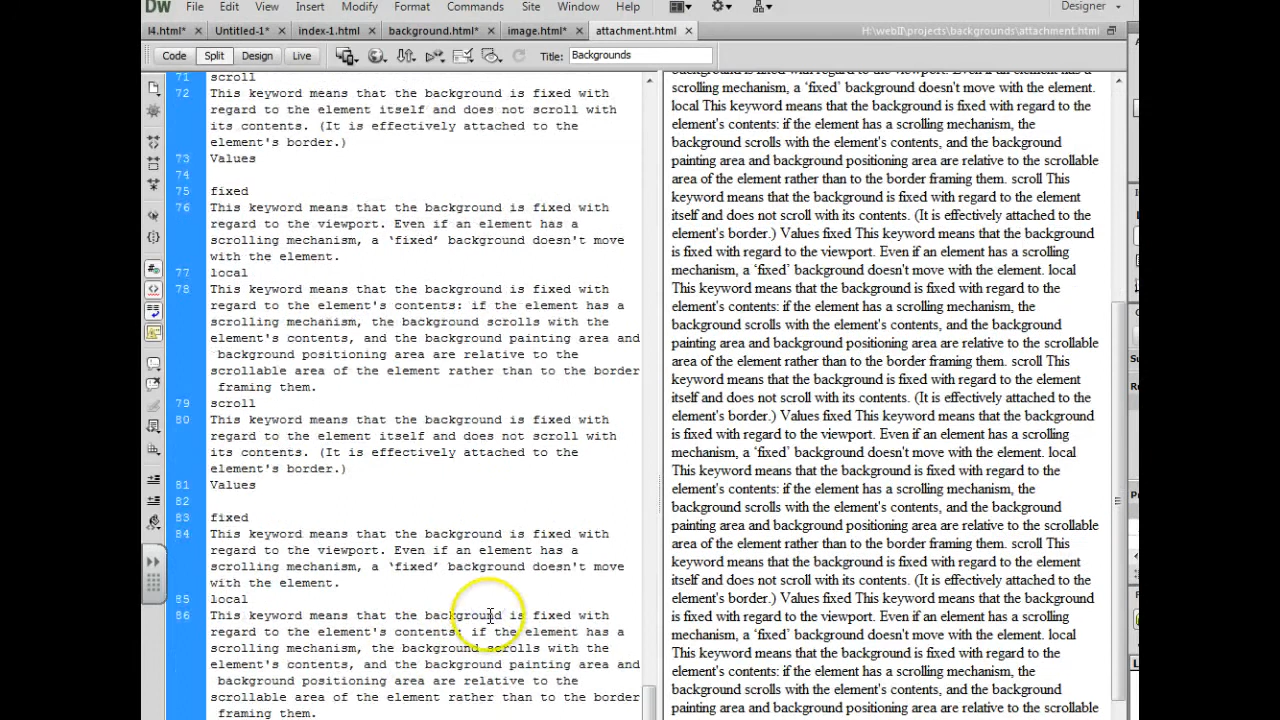 DW File Edit View Insert Modify Format Commands Site Window Help Designer
l4.html* Untitled-1* index-1.html background.html* image.html* attachment.html H:\webII\projects\backgrounds\attachment.html
Code Split Design Live Title: Backgrounds
71 scroll
72 This keyword means that the background is fixed with
regard to the element itself and does not scroll with
its contents. (It is effectively attached to the
element's border.)
73 Values
74
75 fixed
76 This keyword means that the background is fixed with
regard to the viewport. Even if an element has a
scrolling mechanism, a ‘fixed’ background doesn't move
with the element.
77 local
78 This keyword means that the background is fixed with
regard to the element's contents: if the element has a
scrolling mechanism, the background scrolls with the
element's contents, and the background painting area and
background positioning area are relative to the
scrollable area of the element rather than to the border
framing them.
79 scroll
80 This keyword means that the background is fixed with
regard to the element itself and does not scroll with
its contents. (It is effectively attached to the
element's border.)
81 Values
82
83 fixed
84 This keyword means that the background is fixed with
regard to the viewport. Even if an element has a
scrolling mechanism, a ‘fixed’ background doesn't move
with the element.
85 local
86 This keyword means that the background is fixed with
regard to the element's contents: if the element has a
scrolling mechanism, the background scrolls with the
element's contents, and the background painting area and
background positioning area are relative to the
scrollable area of the element rather than to the border
framing them.
background is fixed with regard to the viewport. Even if an element has a
scrolling mechanism, a ‘fixed’ background doesn't move with the element.
local This keyword means that the background is fixed with regard to the
element's contents: if the element has a scrolling mechanism, the
background scrolls with the element's contents, and the background
painting area and background positioning area are relative to the scrollable
area of the element rather than to the border framing them. scroll This
keyword means that the background is fixed with regard to the element
itself and does not scroll with its contents. (It is effectively attached to the
element's border.) Values fixed This keyword means that the background
is fixed with regard to the viewport. Even if an element has a scrolling
mechanism, a ‘fixed’ background doesn't move with the element. local
This keyword means that the background is fixed with regard to the
element's contents: if the element has a scrolling mechanism, the
background scrolls with the element's contents, and the background
painting area and background positioning area are relative to the scrollable
area of the element rather than to the border framing them. scroll This
keyword means that the background is fixed with regard to the element
itself and does not scroll with its contents. (It is effectively attached to the
element's border.) Values fixed This keyword means that the background
is fixed with regard to the viewport. Even if an element has a scrolling
mechanism, a ‘fixed’ background doesn't move with the element. local
This keyword means that the background is fixed with regard to the
element's contents: if the element has a scrolling mechanism, the
background scrolls with the element's contents, and the background
painting area and background positioning area are relative to the scrollable
area of the element rather than to the border framing them. scroll This
keyword means that the background is fixed with regard to the element
itself and does not scroll with its contents. (It is effectively attached to the
element's border.) Values fixed This keyword means that the background
is fixed with regard to the viewport. Even if an element has a scrolling
mechanism, a ‘fixed’ background doesn't move with the element. local
This keyword means that the background is fixed with regard to the
element's contents: if the element has a scrolling mechanism, the
background scrolls with the element's contents, and the background
painting area and background positioning area are relative to the scrollable